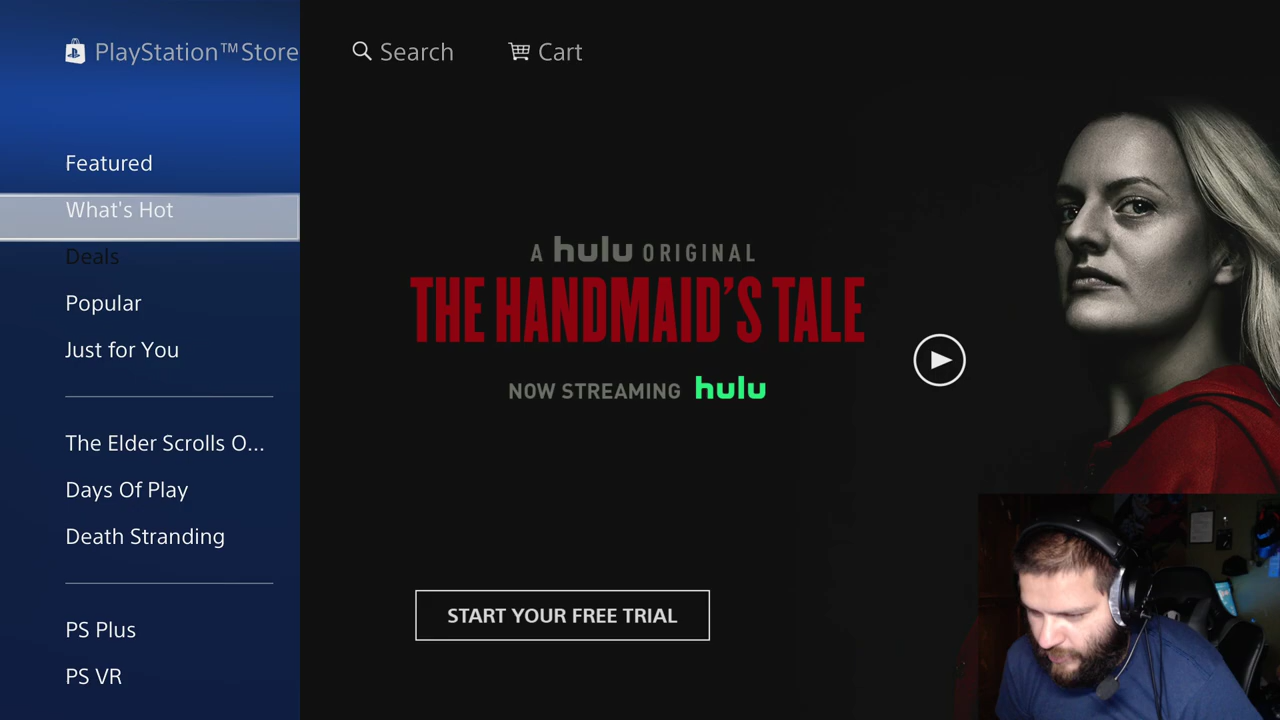 PlayStation™Store
Search
Cart
Featured
What's Hot
Deals
Popular
Just for You
The Elder Scrolls O...
Days Of Play
Death Stranding
PS Plus
PS VR
A hulu ORIGINAL
THE HANDMAID'S TALE
NOW STREAMING hulu
START YOUR FREE TRIAL